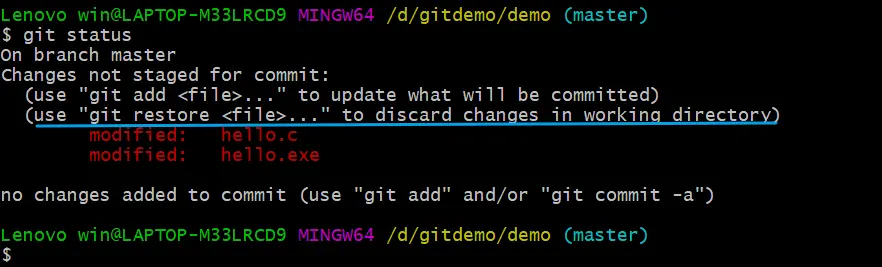 Lenovo win@LAPTOP-M33LRCD9 MINGW64 /d/gitdemo/demo (master)
$ git status
On branch master
Changes not staged for commit:
  (use "git add <file>..." to update what will be committed)
  (use "git restore <file>..." to discard changes in working directory)
        modified:   hello.c
        modified:   hello.exe

no changes added to commit (use "git add" and/or "git commit -a")

Lenovo win@LAPTOP-M33LRCD9 MINGW64 /d/gitdemo/demo (master)
$